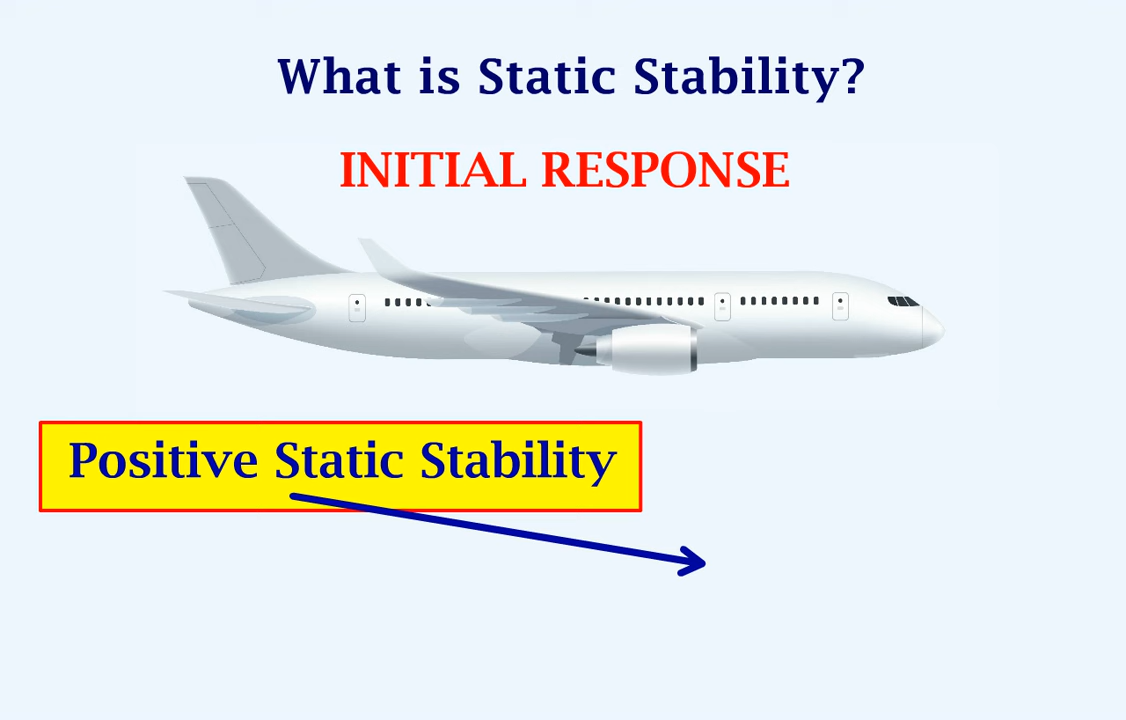 What is Static Stability?
INITIAL RESPONSE
Positive Static Stability